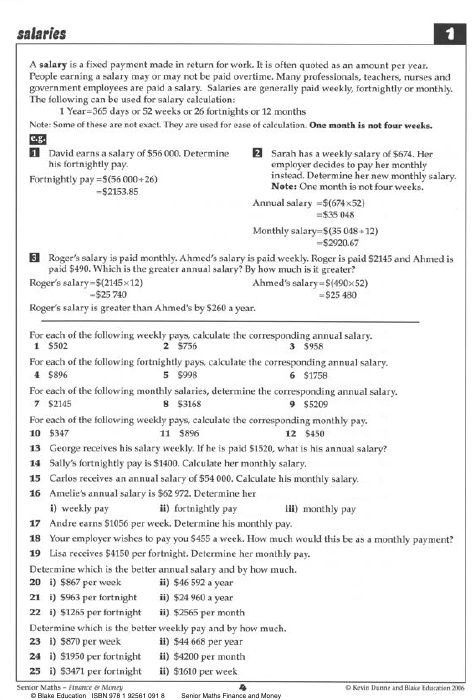 salaries
1
A salary is a fixed payment made in return for work. It is often quoted as an amount per year.
People earning a salary may or may not be paid overtime. Many professionals, teachers, nurses and
government employees are paid a salary. Salaries are generally paid weekly, fortnightly or monthly.
The following can be used for salary calculation:
1 Year=365 days or 52 weeks or 26 fortnights or 12 months
Note: Some of these are not exact. They are used for ease of calculation. One month is not four weeks.
e.g.
1 David earns a salary of $56 000. Determine
his fortnightly pay.
Fortnightly pay =$(56 000÷26)
=$2153.85
2 Sarah has a weekly salary of $674. Her
employer decides to pay her monthly
instead. Determine her new monthly salary.
Note: One month is not four weeks.
Annual salary =$(674×52)
=$35 048
Monthly salary=$(35 048÷12)
=$2920.67
3 Roger's salary is paid monthly. Ahmed's salary is paid weekly. Roger is paid $2145 and Ahmed is
paid $490. Which is the greater annual salary? By how much is it greater?
Roger's salary=$(2145×12) Ahmed's salary=$(490×52)
=$25 740 =$25 480
Roger's salary is greater than Ahmed's by $260 a year.
For each of the following weekly pays, calculate the corresponding annual salary.
1 $502 2 $756 3 $958
For each of the following fortnightly pays, calculate the corresponding annual salary.
4 $896 5 $998 6 $1758
For each of the following monthly salaries, determine the corresponding annual salary.
7 $2145 8 $3168 9 $5209
For each of the following weekly pays, calculate the corresponding monthly pay.
10 $347 11 $896 12 $450
13 George receives his salary weekly. If he is paid $1520, what is his annual salary?
14 Sally's fortnightly pay is $1400. Calculate her monthly salary.
15 Carlos receives an annual salary of $54 000. Calculate his monthly salary.
16 Amelie's annual salary is $62 972. Determine her
i) weekly pay ii) fortnightly pay iii) monthly pay
17 Andre earns $1056 per week. Determine his monthly pay.
18 Your employer wishes to pay you $455 a week. How much would this be as a monthly payment?
19 Lisa receives $4150 per fortnight. Determine her monthly pay.
Determine which is the better annual salary and by how much.
20 i) $867 per week ii) $46 592 a year
21 i) $963 per fortnight ii) $24 960 a year
22 i) $1265 per fortnight ii) $2565 per month
Determine which is the better weekly pay and by how much.
23 i) $870 per week ii) $44 668 per year
24 i) $1950 per fortnight ii) $4200 per month
25 i) $3471 per fortnight ii) $1610 per week
Senior Maths – Finance & Money 4 © Kevin Dunne and Blake Education 2006
© Blake Education ISBN 978 1 92561 091 8 Senior Maths Finance and Money